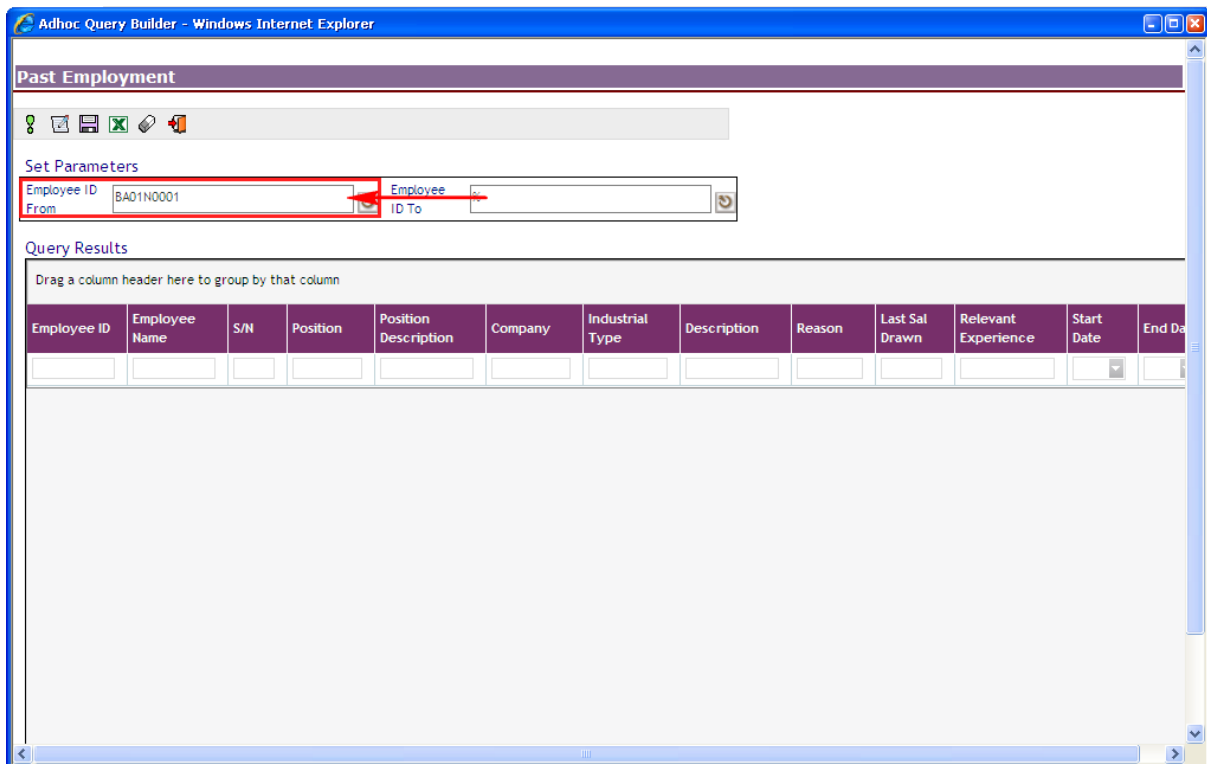 Adhoc Query Builder - Windows Internet Explorer
Past Employment
Set Parameters
Employee ID From
BA01N0001
Employee ID To
%
Query Results
Drag a column header here to group by that column
Employee ID
Employee Name
S/N
Position
Position Description
Company
Industrial Type
Description
Reason
Last Sal Drawn
Relevant Experience
Start Date
End Da